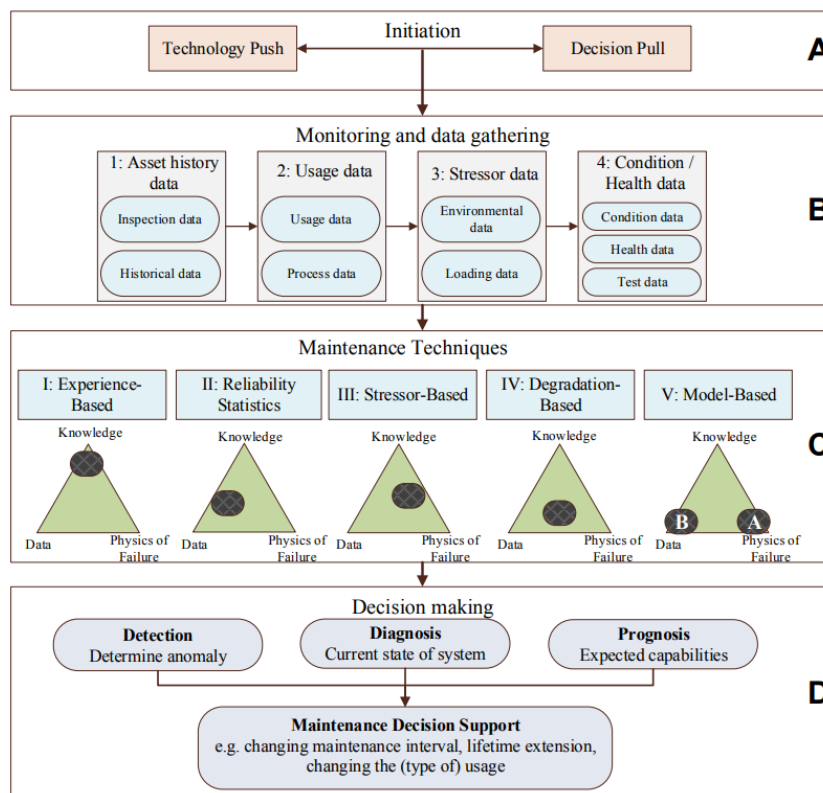 Initiation
Technology Push
Decision Pull
A
Monitoring and data gathering
1: Asset history
data
Inspection data
Historical data
2: Usage data
Usage data
Process data
3: Stressor data
Environmental
data
Loading data
4: Condition /
Health data
Condition data
Health data
Test data
B
Maintenance Techniques
I: Experience-
Based
II: Reliability
Statistics
III: Stressor-Based
IV: Degradation-
Based
V: Model-Based
Knowledge
Data
Physics of
Failure
Knowledge
Data
Physics of
Failure
Knowledge
Data
Physics of
Failure
Knowledge
Data
Physics of
Failure
Knowledge
B
A
Data
Physics of
Failure
C
Decision making
Detection
Determine anomaly
Diagnosis
Current state of system
Prognosis
Expected capabilities
D
Maintenance Decision Support
e.g. changing maintenance interval, lifetime extension,
changing the (type of) usage